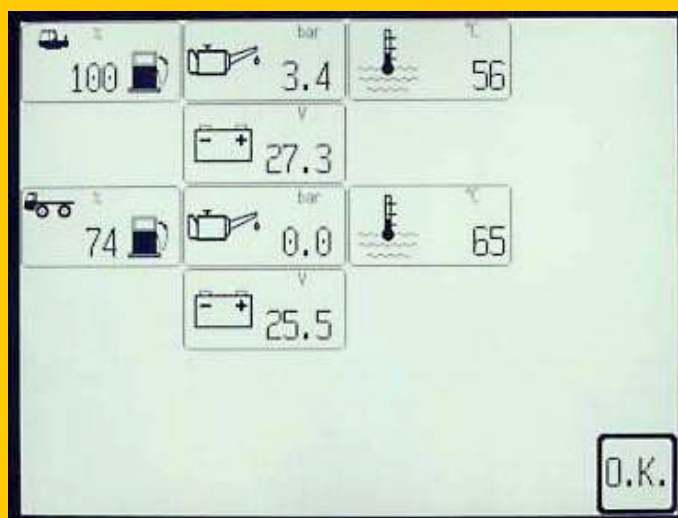 % bar °C
100 3.4 56
V
- + 27.3
% bar °C
74 0.0 65
V
- + 25.5
O.K.